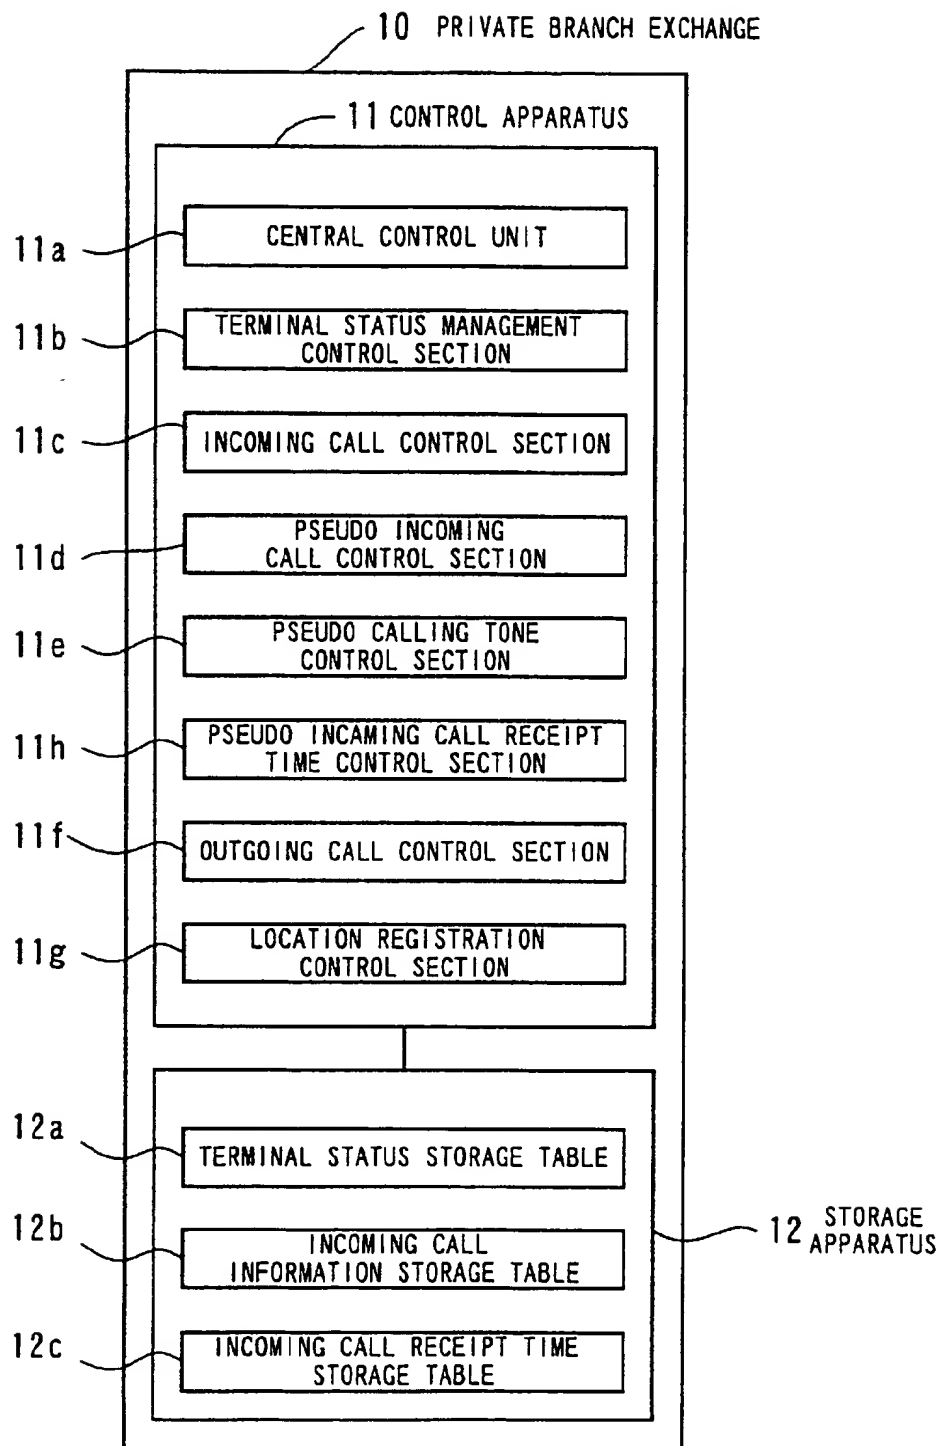 10 PRIVATE BRANCH EXCHANGE
11 CONTROL APPARATUS
11a CENTRAL CONTROL UNIT
11b TERMINAL STATUS MANAGEMENT
CONTROL SECTION
11c INCOMING CALL CONTROL SECTION
11d PSEUDO INCOMING
CALL CONTROL SECTION
11e PSEUDO CALLING TONE
CONTROL SECTION
11h PSEUDO INCAMING CALL RECEIPT
TIME CONTROL SECTION
11f OUTGOING CALL CONTROL SECTION
11g LOCATION REGISTRATION
CONTROL SECTION
12a TERMINAL STATUS STORAGE TABLE
12b INCOMING CALL
INFORMATION STORAGE TABLE
12 STORAGE
APPARATUS
12c INCOMING CALL RECEIPT TIME
STORAGE TABLE